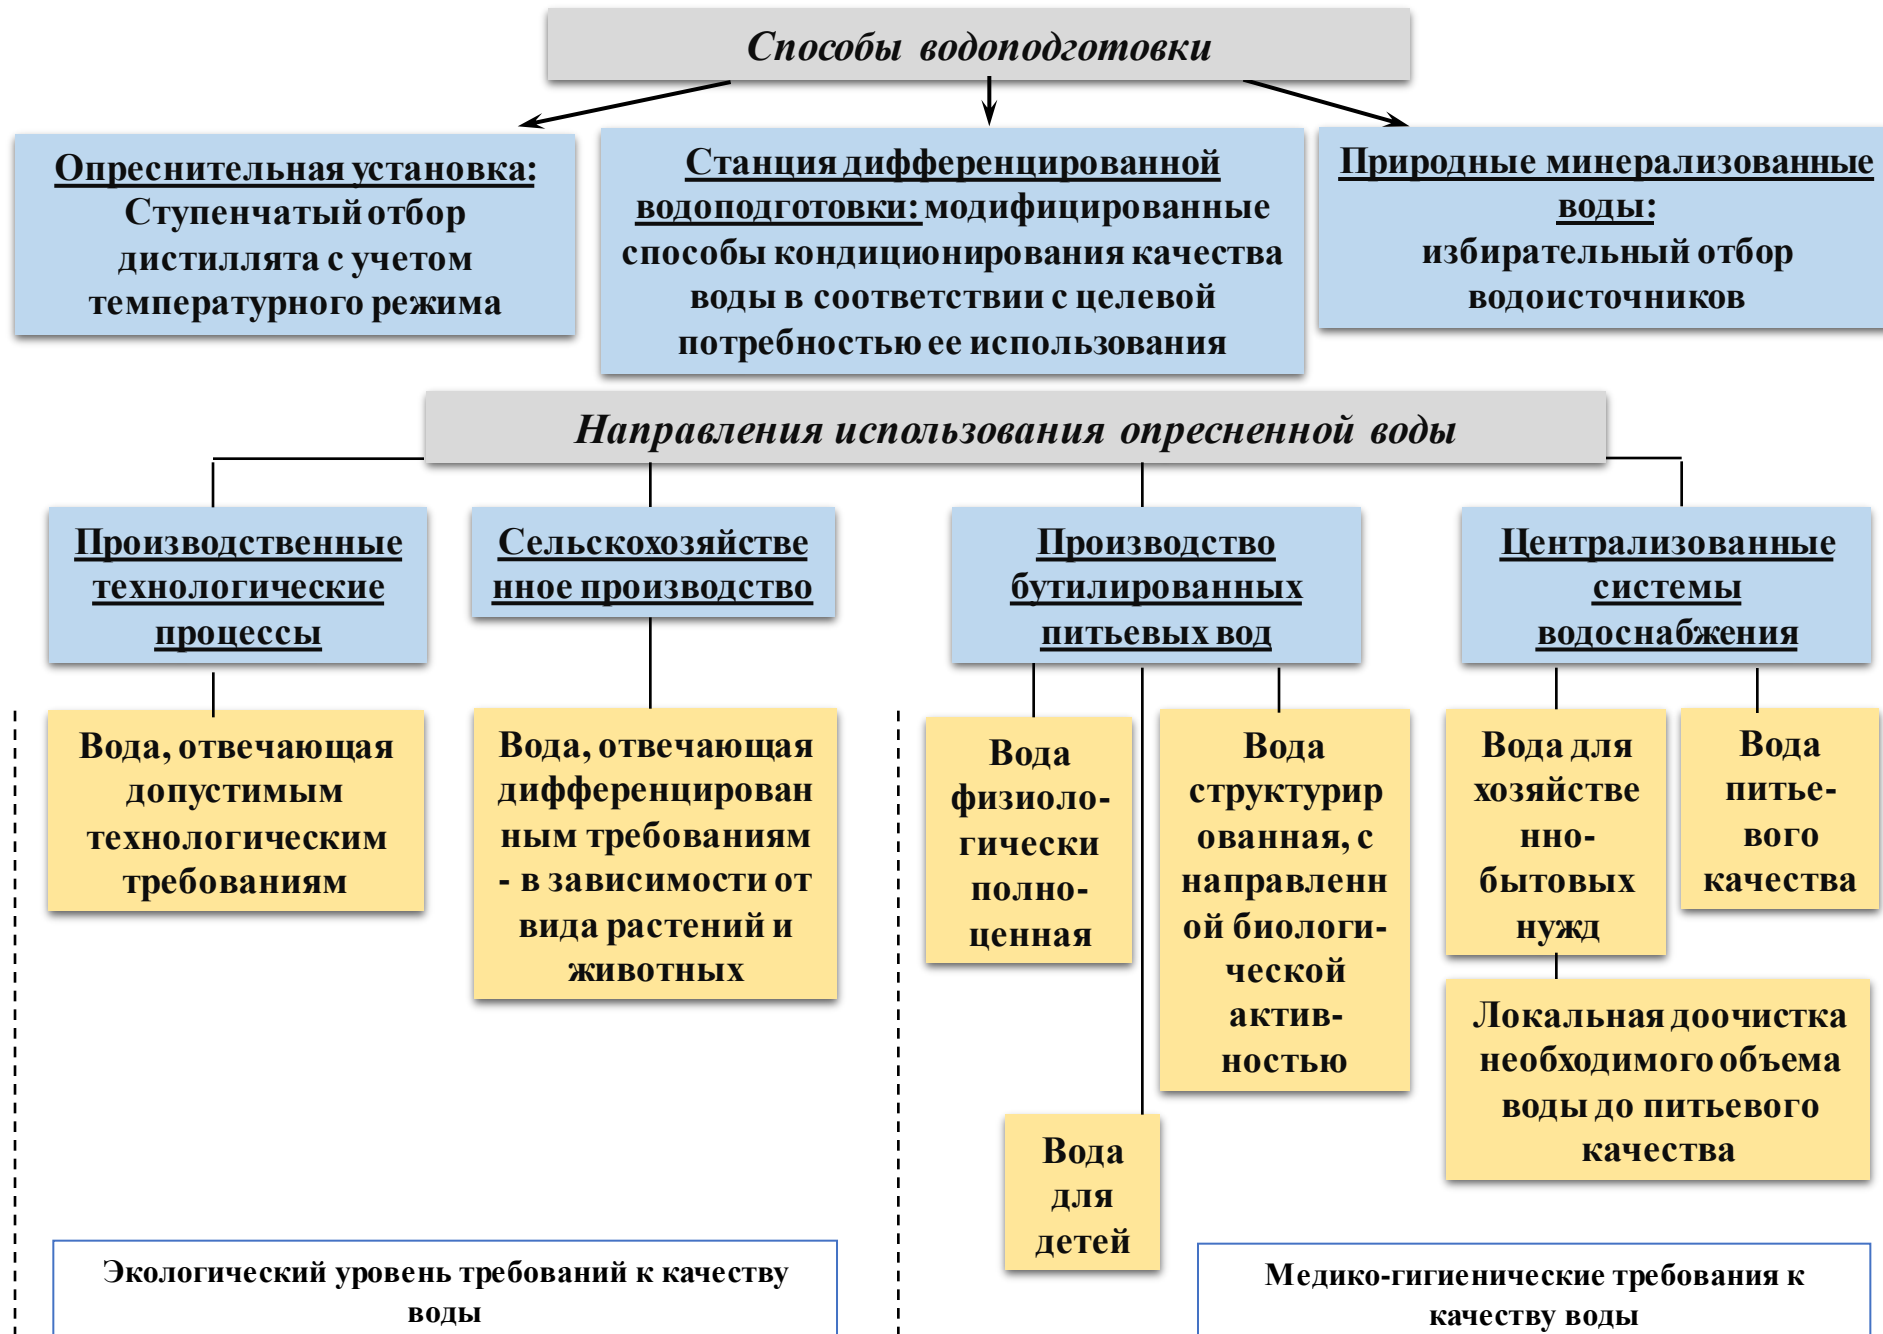 Способы водоподготовки
Опреснительная установка:
Ступенчатый отбор
дистиллята с учетом
температурного режима
Станция дифференцированной
водоподготовки: модифицированные
способы кондиционирования качества
воды в соответствии с целевой
потребностью ее использования
Природные минерализованные
воды:
избирательный отбор
водоисточников
Направления использования опресненной воды
Производственные
технологические
процессы
Сельскохозяйстве
нное производство
Производство
бутилированных
питьевых вод
Централизованные
системы
водоснабжения
Вода, отвечающая
допустимым
технологическим
требованиям
Вода, отвечающая
дифференцирован
ным требованиям
- в зависимости от
вида растений и
животных
Вода
физиоло-
гически
полно-
ценная
Вода
структурир
ованная, с
направленн
ой биологи-
ческой
актив-
ностью
Вода для
хозяйстве
нно-
бытовых
нужд
Вода
питье-
вого
качества
Локальная доочистка
необходимого объема
воды до питьевого
качества
Вода
для
детей
Экологический уровень требований к качеству
воды
Медико-гигиенические требования к
качеству воды